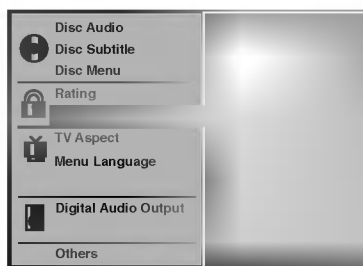 Disc Audio
Disc Subtitle
Disc Menu
Rating
TV Aspect
Menu Language
Digital Audio Output
Others